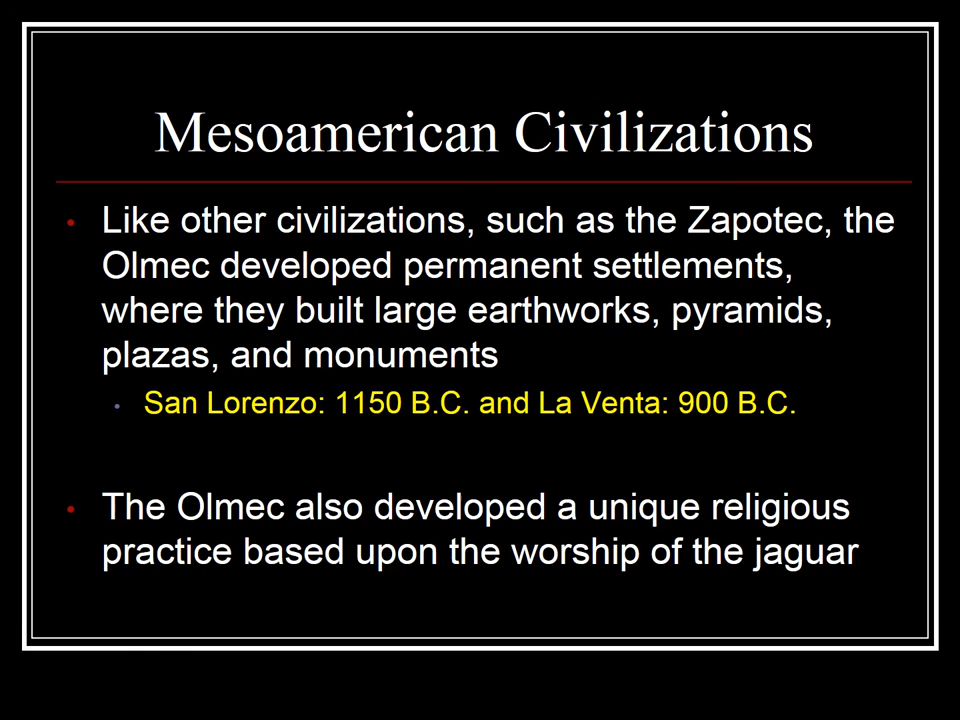 Mesoamerican Civilizations
• Like other civilizations, such as the Zapotec, the
Olmec developed permanent settlements,
where they built large earthworks, pyramids,
plazas, and monuments
• San Lorenzo: 1150 B.C. and La Venta: 900 B.C.
• The Olmec also developed a unique religious
practice based upon the worship of the jaguar